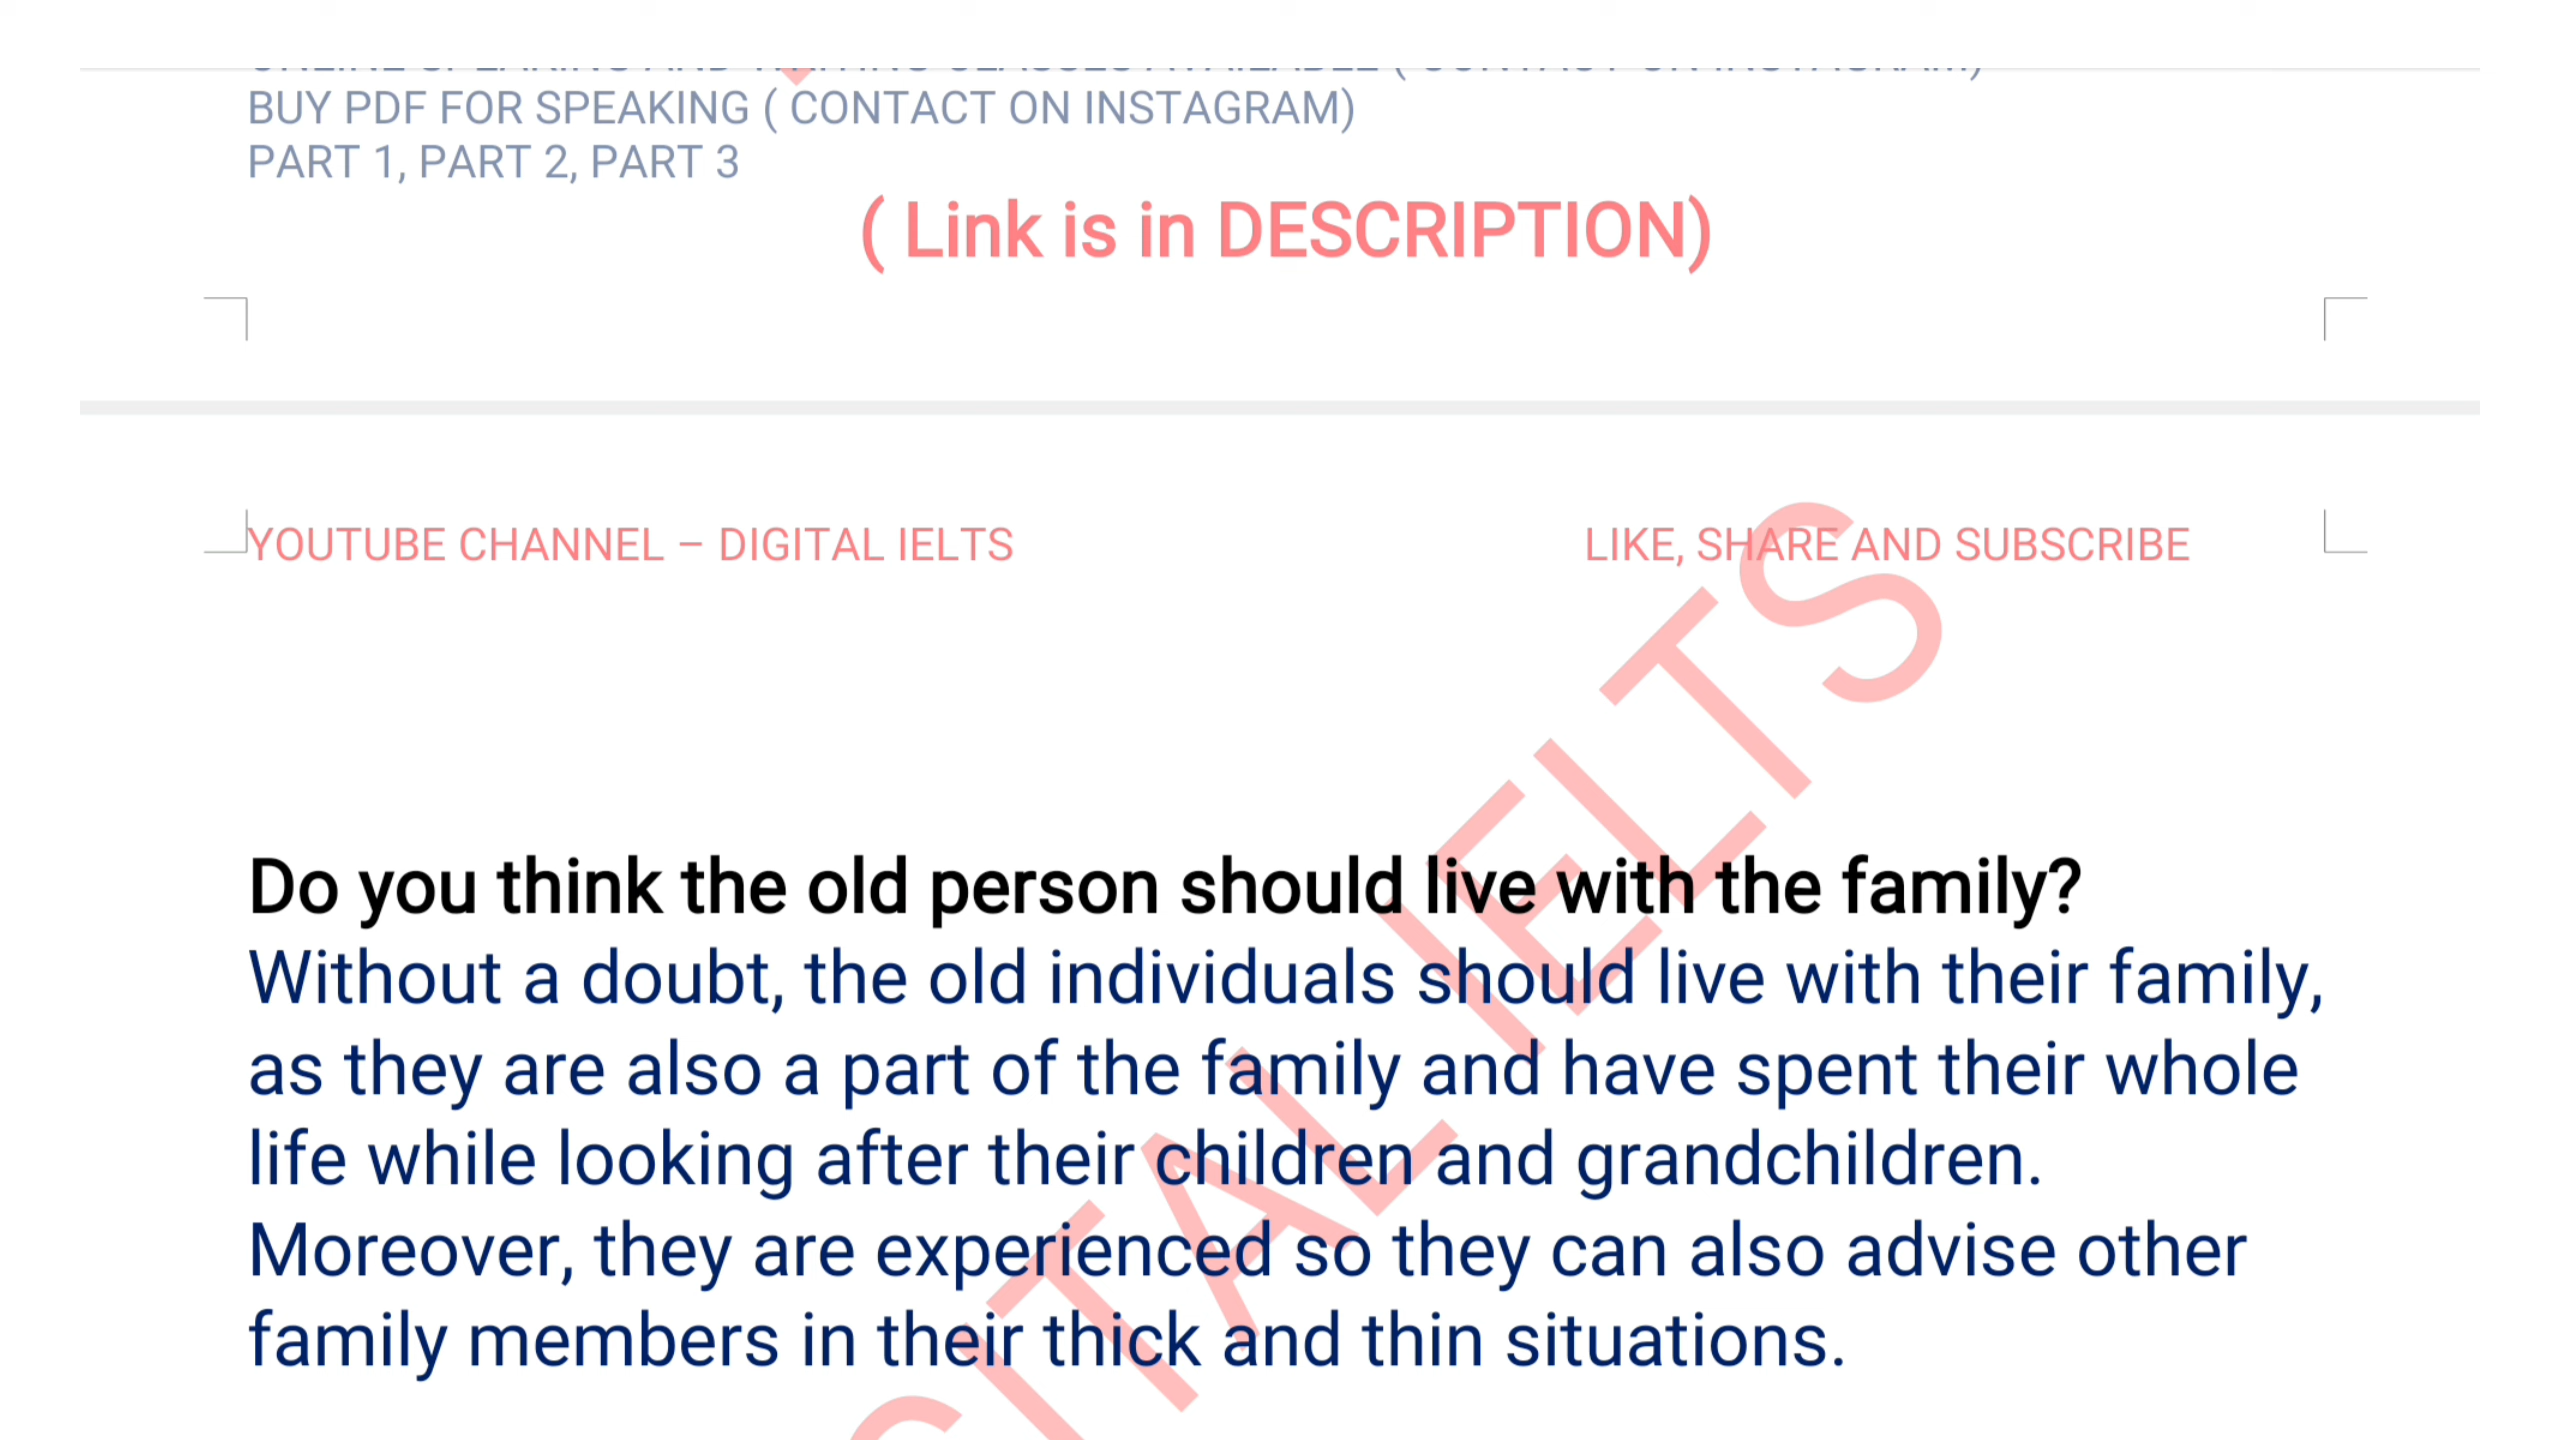 BUY PDF FOR SPEAKING ( CONTACT ON INSTAGRAM)
PART 1, PART 2, PART 3
( Link is in DESCRIPTION)
YOUTUBE CHANNEL – DIGITAL IELTS LIKE, SHARE AND SUBSCRIBE
Do you think the old person should live with the family?
Without a doubt, the old individuals should live with their family,
as they are also a part of the family and have spent their whole
life while looking after their children and grandchildren.
Moreover, they are experienced so they can also advise other
family members in their thick and thin situations.
IELTS